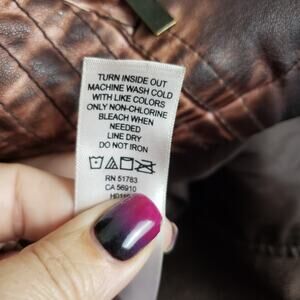 TURN INSIDE OUT
MACHINE WASH COLD
WITH LIKE COLORS
ONLY NON-CHLORINE
BLEACH WHEN
NEEDED
LINE DRY
DO NOT IRON
RN 51783
CA 56910